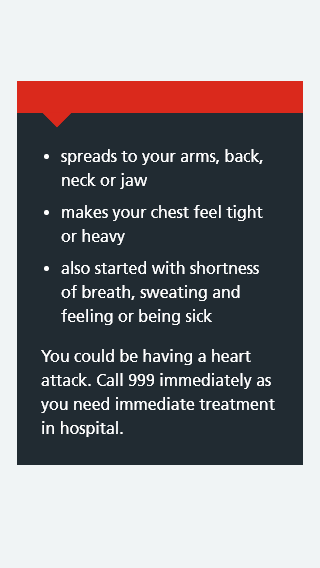 • spreads to your arms, back,
neck or jaw
• makes your chest feel tight
or heavy
• also started with shortness
of breath, sweating and
feeling or being sick
You could be having a heart
attack. Call 999 immediately as
you need immediate treatment
in hospital.